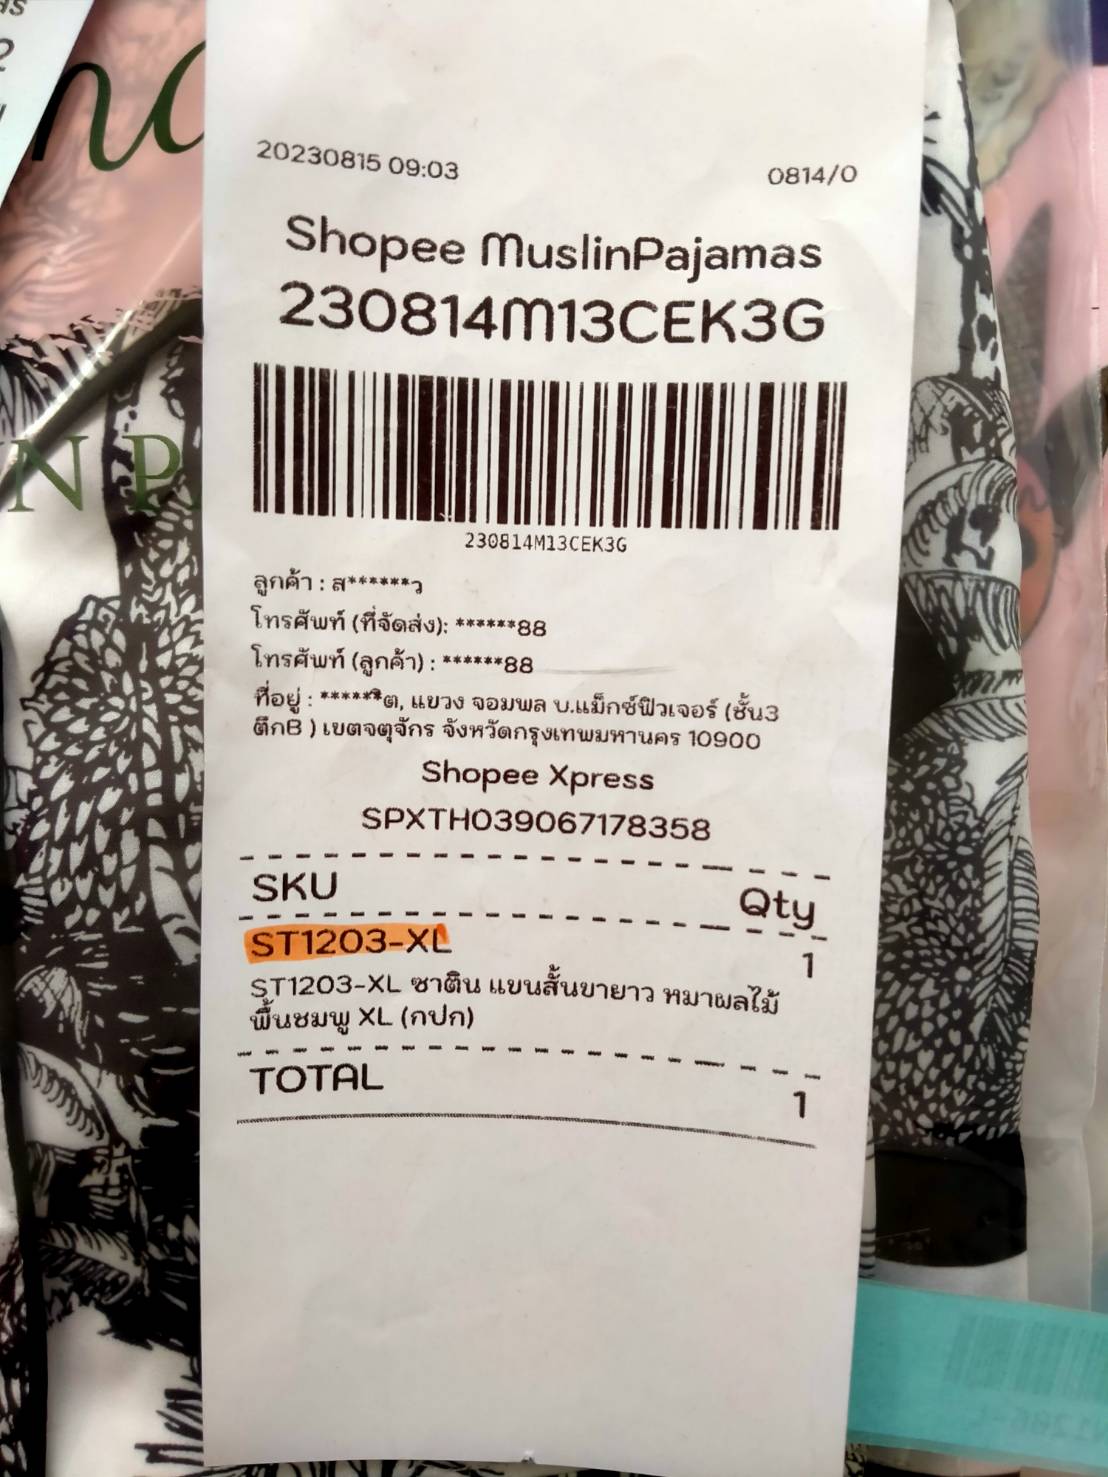 20230815 09:03
0814/0
Shopee MuslinPajamas
230814M13CEK3G
230814M13CEK3G
ลูกค้า : ส******ว
โทรศัพท์ (ที่จัดส่ง): ******88
โทรศัพท์ (ลูกค้า) : ******88
ที่อยู่ : ******ต, แขวง จอมพล บ.แม็กซ์ฟิวเจอร์ (ชั้น3
ตึกB ) เขตจตุจักร จังหวัดกรุงเทพมหานคร 10900
Shopee Xpress
SPXTH039067178358
SKU Qty
ST1203-XL 1
ST1203-XL ซาติน แขนสั้นขายาว หมาผลไม้
พื้นชมพู XL (กปก)
TOTAL 1
N P